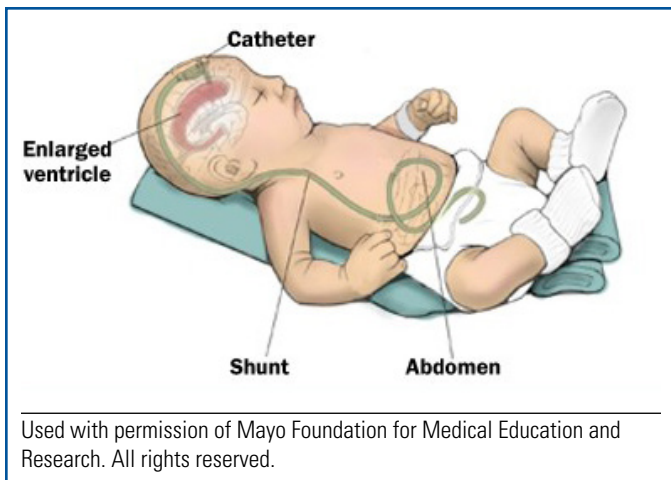 Catheter
Enlarged
ventricle
Shunt
Abdomen
Used with permission of Mayo Foundation for Medical Education and
Research. All rights reserved.